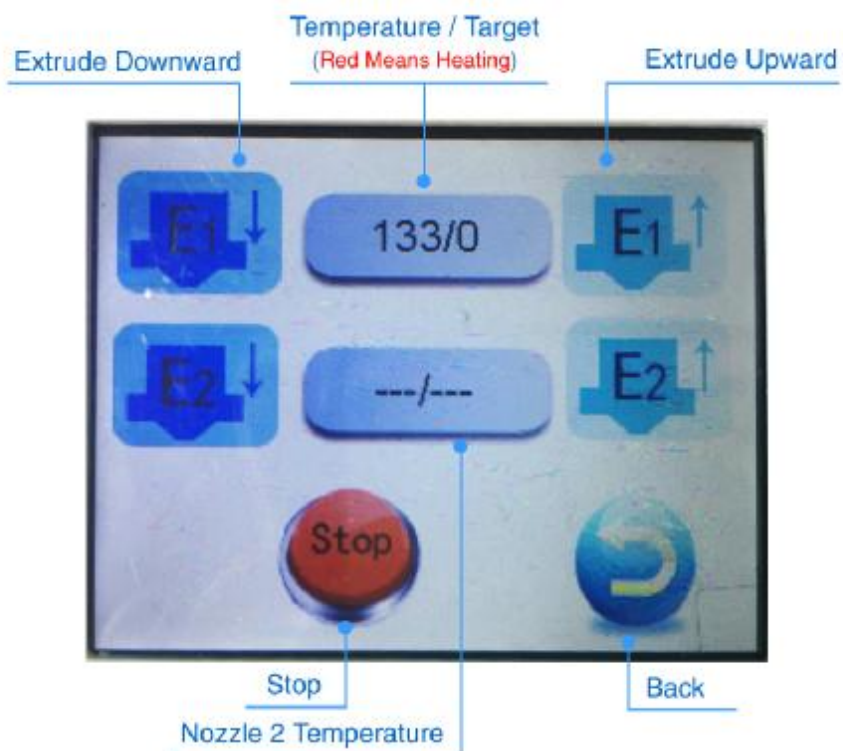 Temperature / Target
(Red Means Heating)
Extrude Downward
Extrude Upward
E1
133/0
E1
E2
---/---
E2
Stop
Stop
Back
Nozzle 2 Temperature